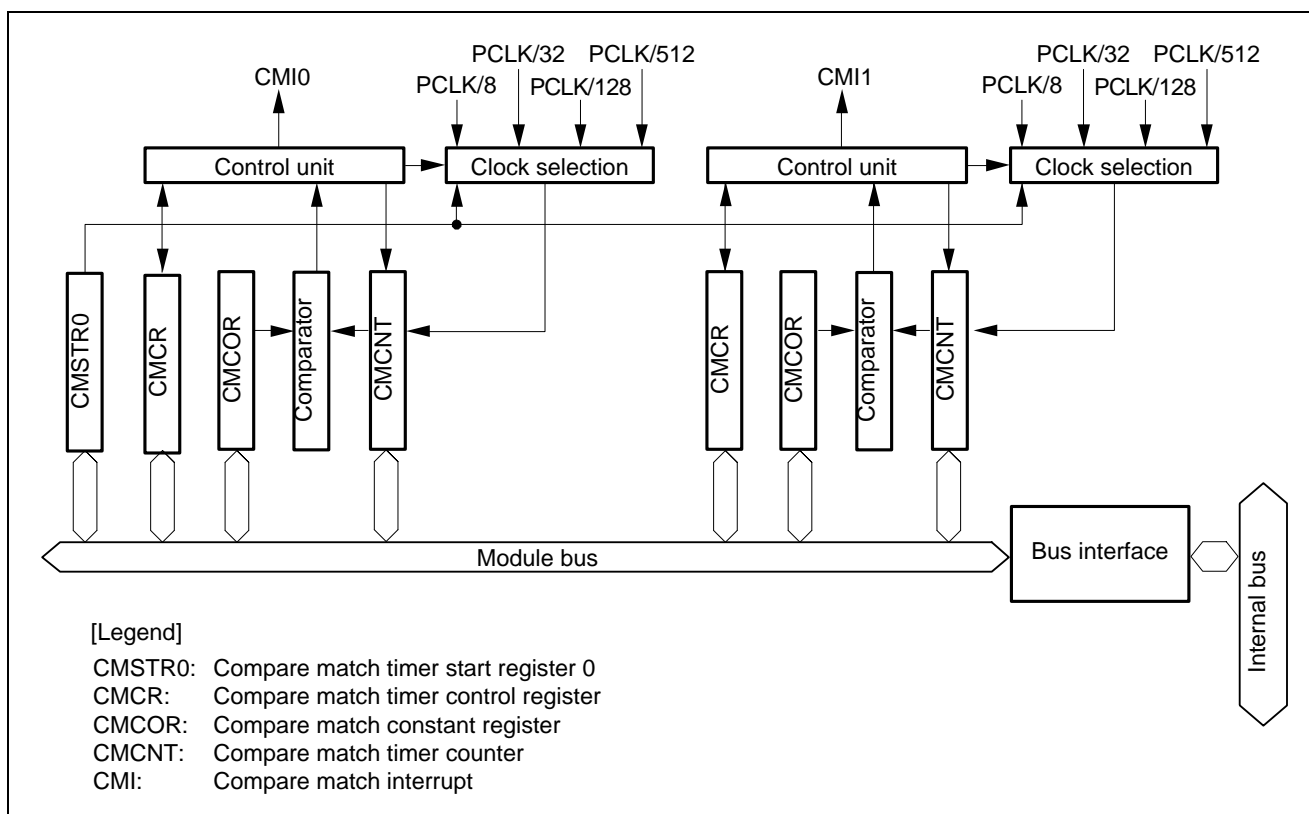 PCLK/32 PCLK/512
CMI0 PCLK/8 PCLK/128
PCLK/32 PCLK/512
CMI1 PCLK/8 PCLK/128
Control unit
Clock selection
Control unit
Clock selection
CMSTR0
CMCR
CMCOR
Comparator
CMCNT
CMCR
CMCOR
Comparator
CMCNT
Module bus
Bus interface
Internal bus
[Legend]
CMSTR0: Compare match timer start register 0
CMCR: Compare match timer control register
CMCOR: Compare match constant register
CMCNT: Compare match timer counter
CMI: Compare match interrupt